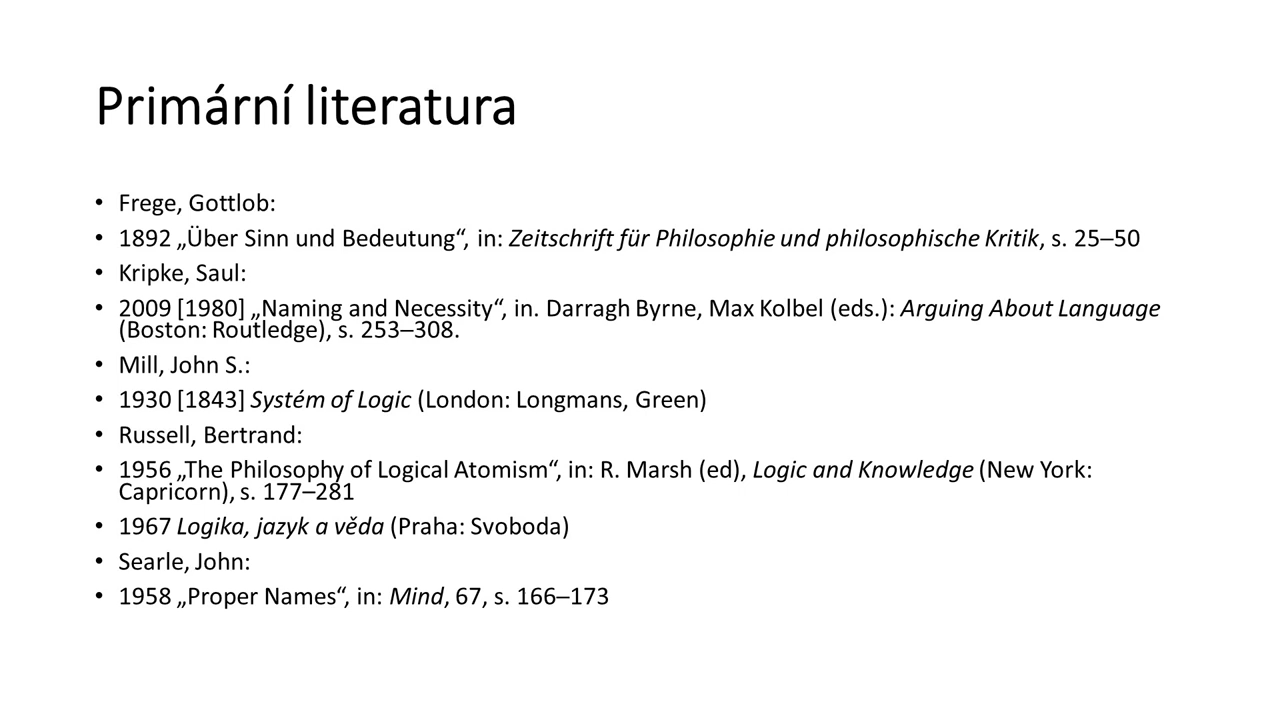 Primární literatura
• Frege, Gottlob:
• 1892 „Über Sinn und Bedeutung“, in: Zeitschrift für Philosophie und philosophische Kritik, s. 25–50
• Kripke, Saul:
• 2009 [1980] „Naming and Necessity“, in. Darragh Byrne, Max Kolbel (eds.): Arguing About Language
(Boston: Routledge), s. 253–308.
• Mill, John S.:
• 1930 [1843] Systém of Logic (London: Longmans, Green)
• Russell, Bertrand:
• 1956 „The Philosophy of Logical Atomism“, in: R. Marsh (ed), Logic and Knowledge (New York:
Capricorn), s. 177–281
• 1967 Logika, jazyk a věda (Praha: Svoboda)
• Searle, John:
• 1958 „Proper Names“, in: Mind, 67, s. 166–173